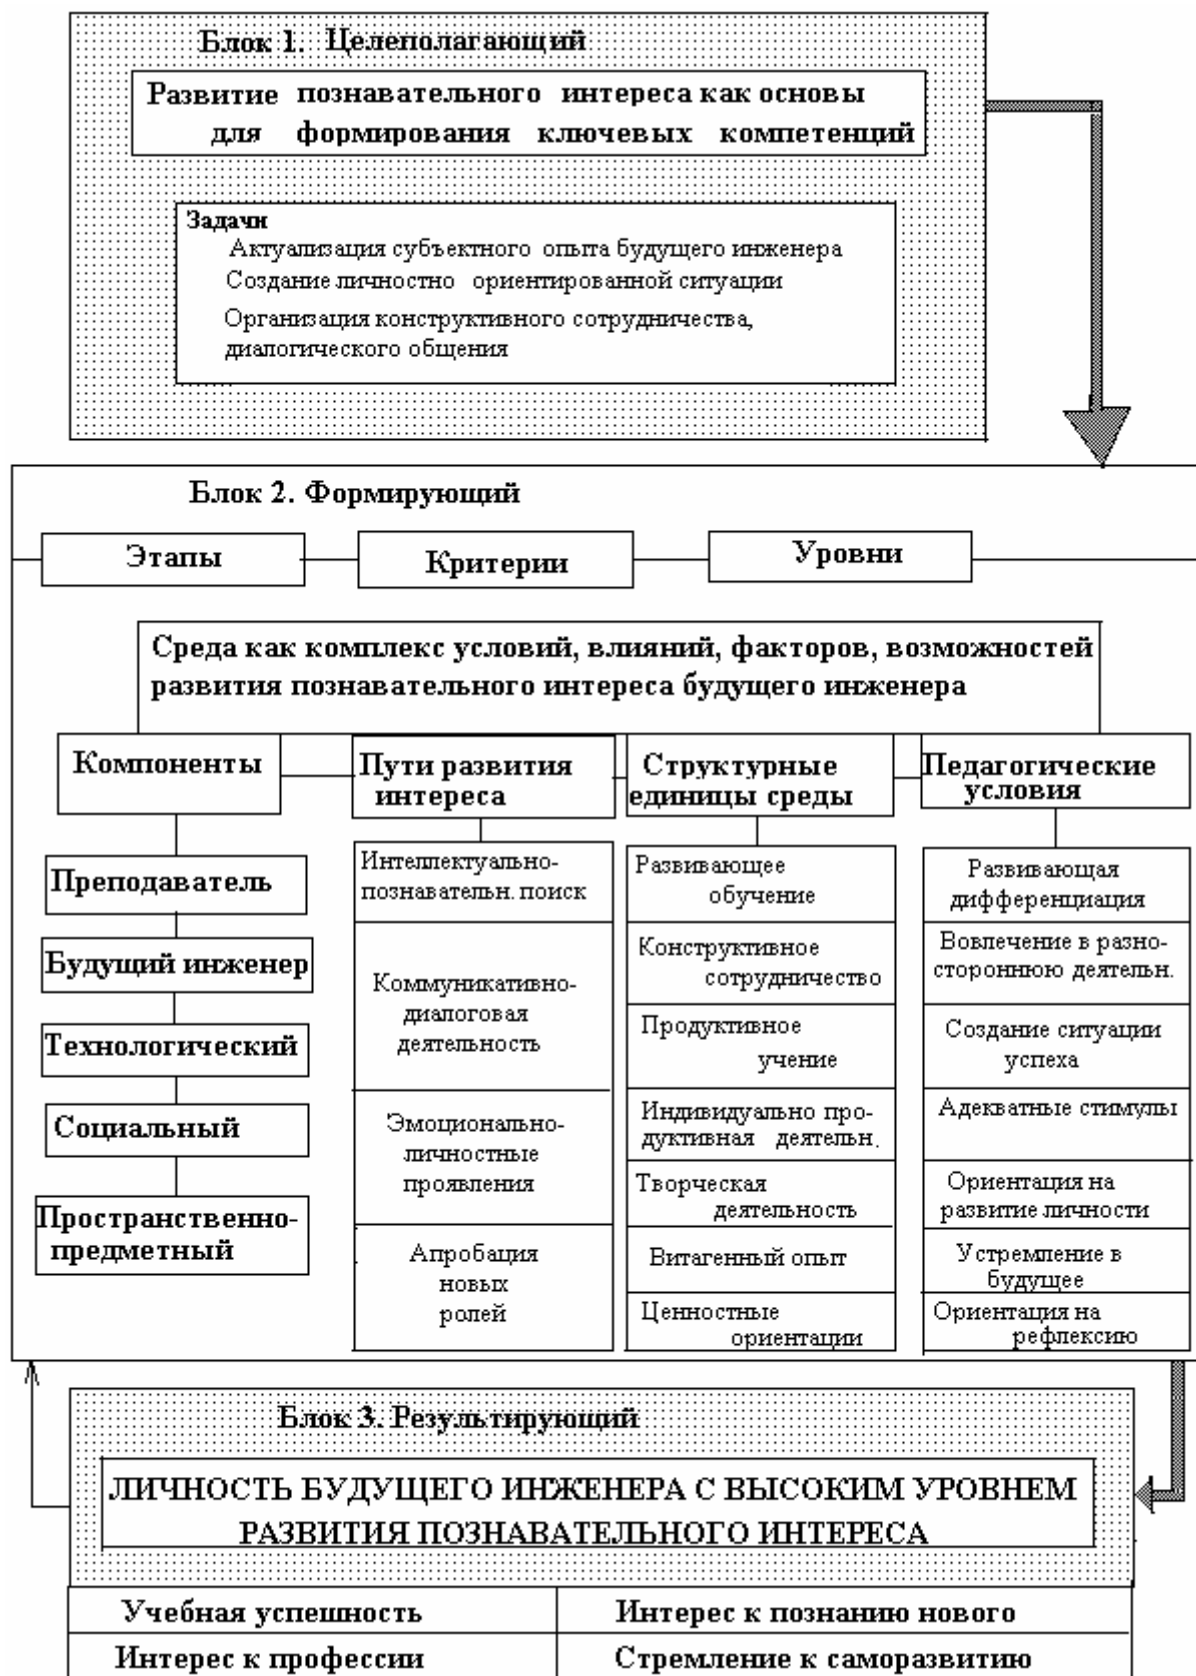 Блок 1. Целеполагающий
Развитие познавательного интереса как основы
для формирования ключевых компетенций
Задачи
Актуализация субъектного опыта будущего инженера
Создание личностно ориентированной ситуации
Организация конструктивного сотрудничества,
диалогического общения
Блок 2. Формирующий
Этапы
Критерии
Уровни
Среда как комплекс условий, влияний, факторов, возможностей
развития познавательного интереса будущего инженера
Компоненты
Преподаватель
Будущий инженер
Технологический
Социальный
Пространственно-
предметный
Пути развития
интереса
Интеллектуально-
познавательн. поиск
Коммуникативно-
диалоговая
деятельность
Эмоционально-
личностные
проявления
Апробация
новых
ролей
Структурные
единицы среды
Развивающее
обучение
Конструктивное
сотрудничество
Продуктивное
учение
Индивидуально про-
дуктивная деятельн.
Творческая
деятельность
Витагенный опыт
Ценностные
ориентации
Педагогические
условия
Развивающая
дифференциация
Вовлечение в разно-
стороннюю деятельн.
Создание ситуации
успеха
Адекватные стимулы
Ориентация на
развитие личности
Устремление в
будущее
Ориентация на
рефлексию
Блок 3. Результирующий
ЛИЧНОСТЬ БУДУЩЕГО ИНЖЕНЕРА С ВЫСОКИМ УРОВНЕМ
РАЗВИТИЯ ПОЗНАВАТЕЛЬНОГО ИНТЕРЕСА
Учебная успешность
Интерес к познанию нового
Интерес к профессии
Стремление к саморазвитию